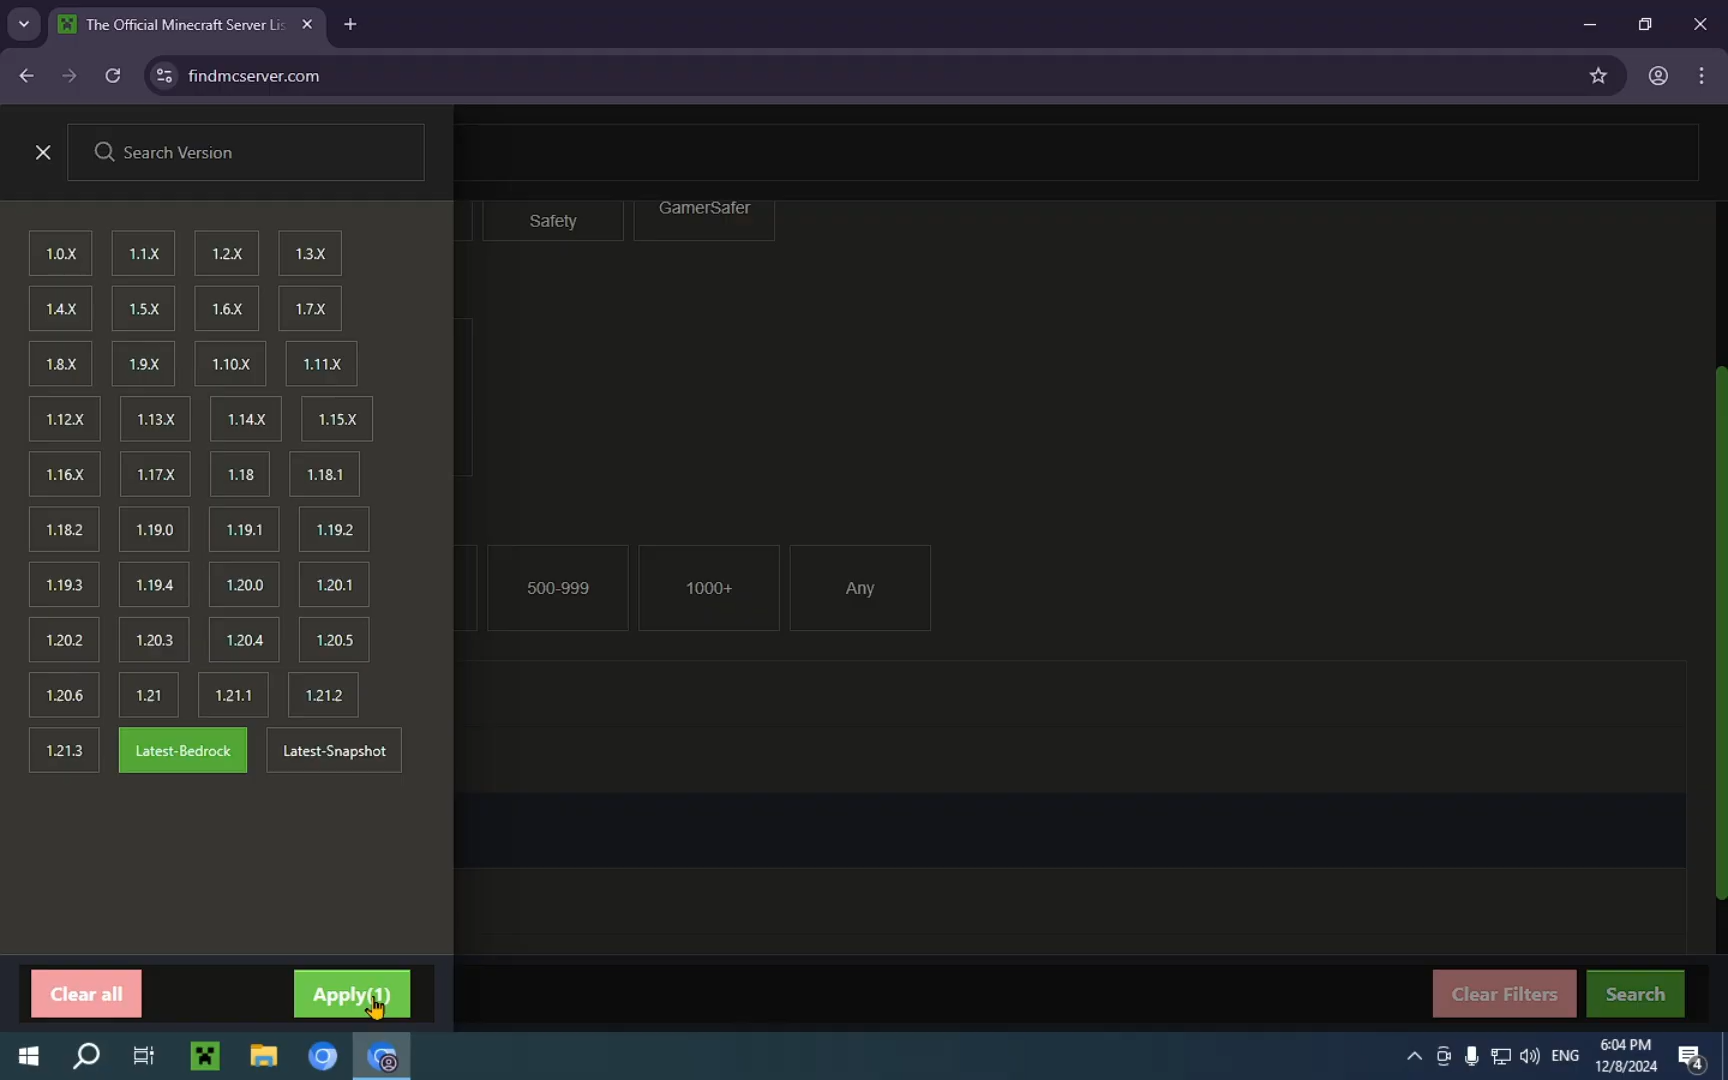 The Official Minecraft Server Lis
findmcserver.com
Search Version
Safety
GamerSafer
1.0.X 1.1.X 1.2.X 1.3.X
1.4.X 1.5.X 1.6.X 1.7.X
1.8.X 1.9.X 1.10.X 1.11.X
1.12.X 1.13.X 1.14.X 1.15.X
1.16.X 1.17.X 1.18 1.18.1
1.18.2 1.19.0 1.19.1 1.19.2
1.19.3 1.19.4 1.20.0 1.20.1
500-999 1000+ Any
1.20.2 1.20.3 1.20.4 1.20.5
1.20.6 1.21 1.21.1 1.21.2
1.21.3 Latest-Bedrock Latest-Snapshot
Clear all Apply(1) Clear Filters Search
ENG
6:04 PM
12/8/2024
4